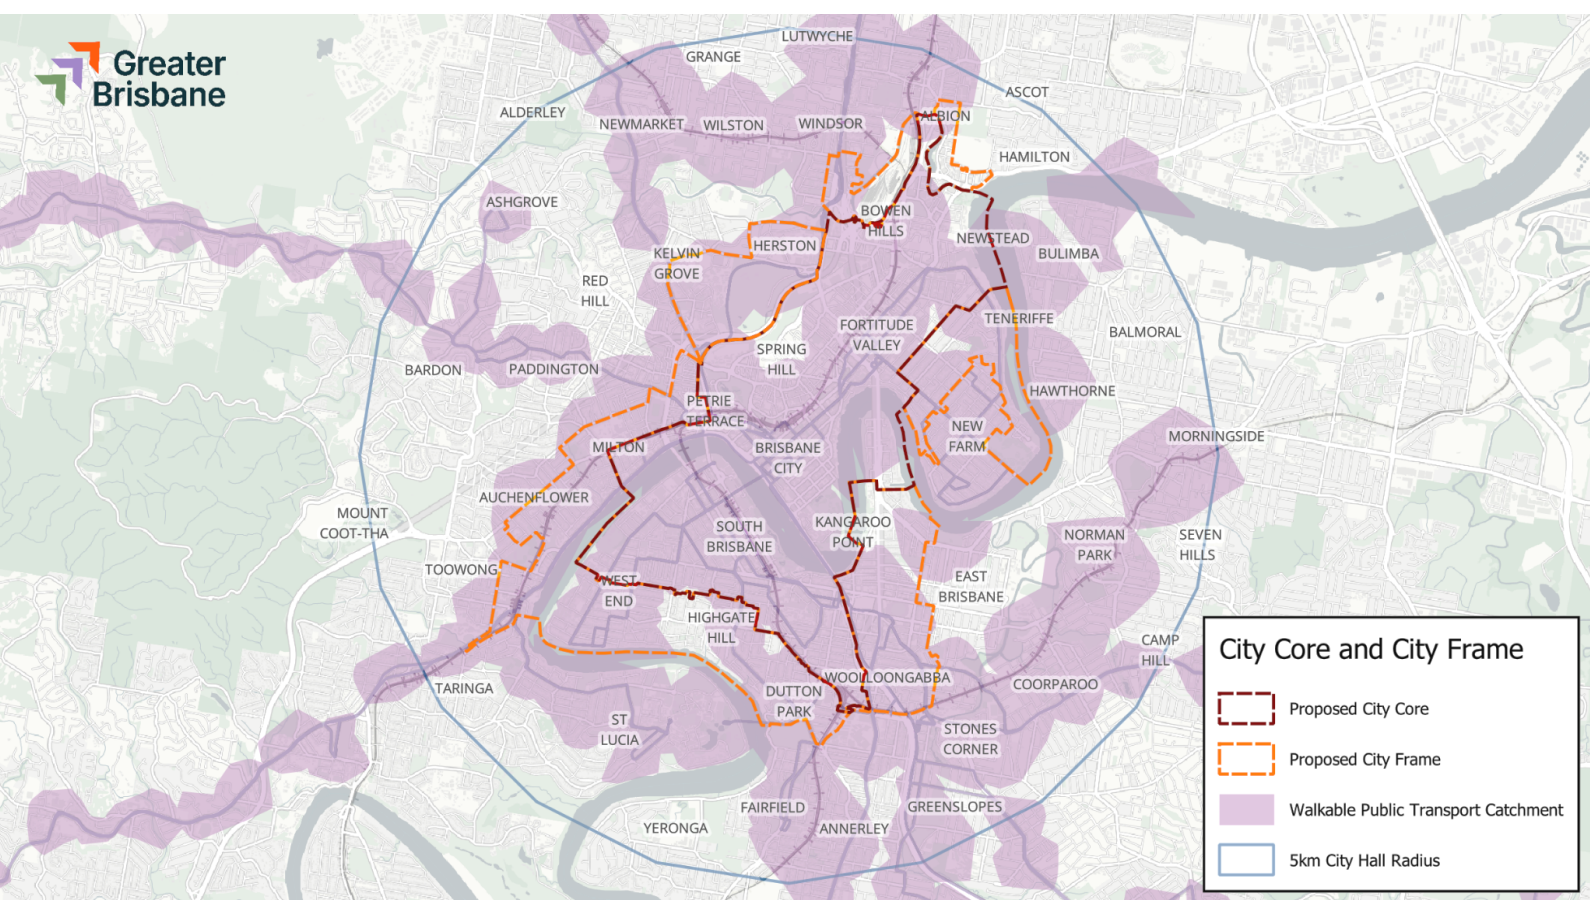 Greater
Brisbane
LUTWYCHE
GRANGE
ASCOT
ALDERLEY
NEWMARKET
WILSTON
WINDSOR
ALBION
HAMILTON
ASHGROVE
BOWEN
HILLS
HERSTON
NEWSTEAD
KELVIN
GROVE
BULIMBA
RED
HILL
TENERIFFE
FORTITUDE
VALLEY
BALMORAL
SPRING
HILL
BARDON
PADDINGTON
HAWTHORNE
PETRIE
TERRACE
NEW
FARM
MORNINGSIDE
MILTON
BRISBANE
CITY
AUCHENFLOWER
MOUNT
COOT-THA
SOUTH
BRISBANE
KANGAROO
POINT
NORMAN
PARK
SEVEN
HILLS
TOOWONG
WEST
END
EAST
BRISBANE
HIGHGATE
HILL
CAMP
HILL
TARINGA
DUTTON
PARK
WOOLLOONGABBA
COORPAROO
ST
LUCIA
STONES
CORNER
FAIRFIELD
GREENSLOPES
YERONGA
ANNERLEY
City Core and City Frame
Proposed City Core
Proposed City Frame
Walkable Public Transport Catchment
5km City Hall Radius